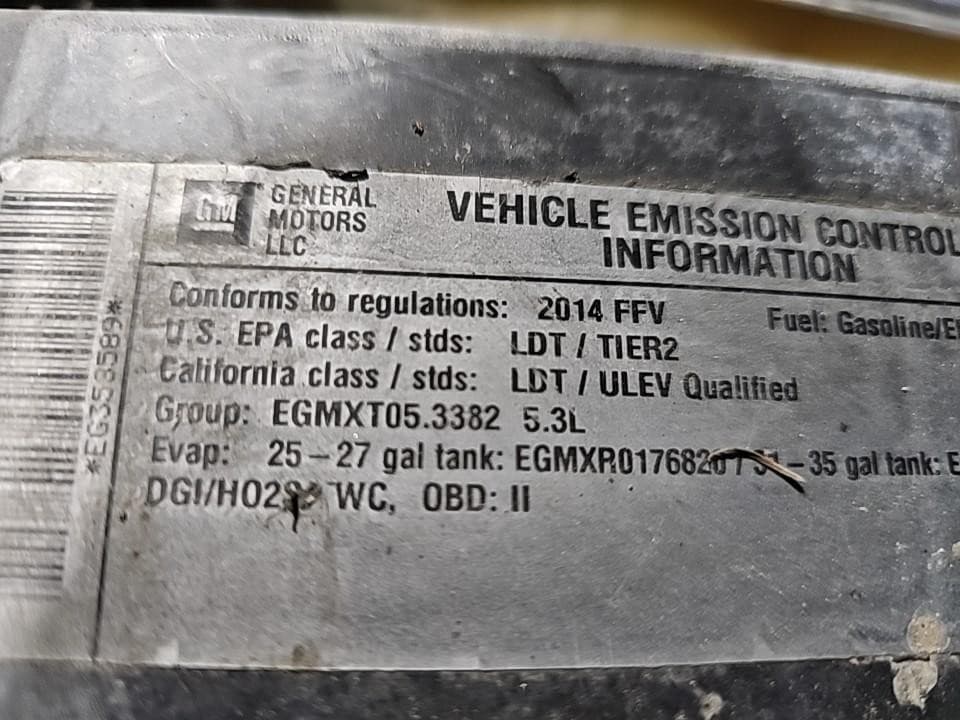 GM
GENERAL
MOTORS
LLC
VEHICLE EMISSION CONTROL
INFORMATION
Conforms to regulations: 2014 FFV Fuel: Gasoline/E
U.S. EPA class / stds: LDT / TIER2
California class / stds: LDT / ULEV Qualified
Group: EGMXT05.3382 5.3L
Evap: 25 – 27 gal tank: – 35 gal tank: E
WC, OBD: II